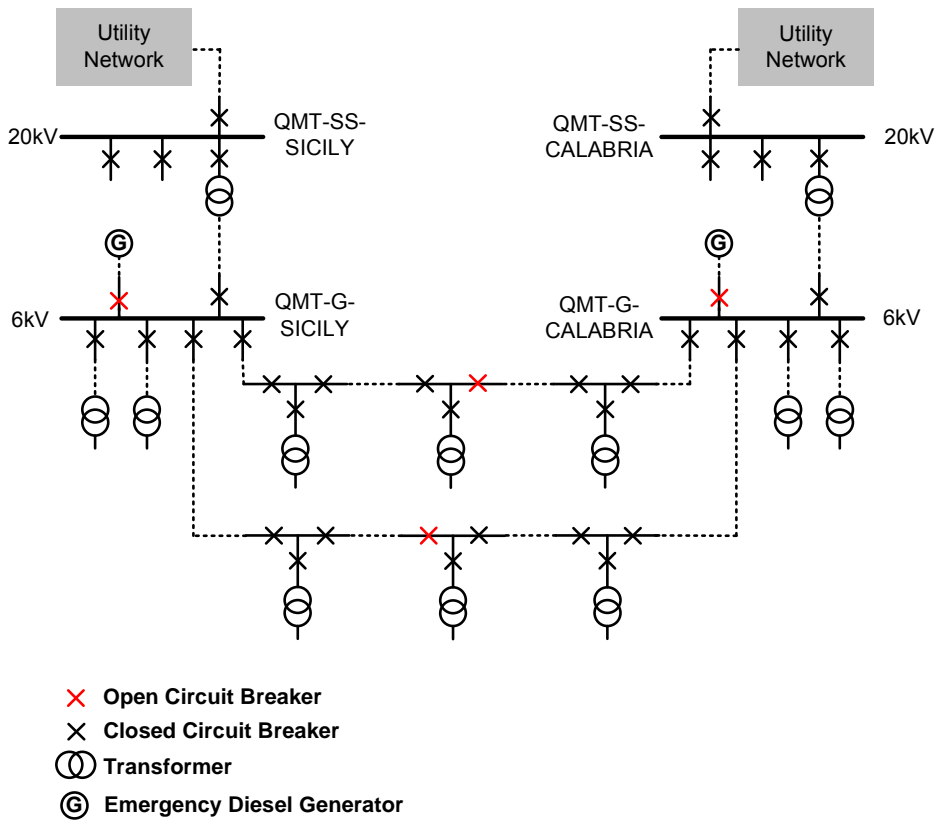 Utility
Network
Utility
Network
20kV
QMT-SS-
SICILY
QMT-SS-
CALABRIA
20kV
G
G
6kV
QMT-G-
SICILY
QMT-G-
CALABRIA
6kV
Open Circuit Breaker
Closed Circuit Breaker
Transformer
G Emergency Diesel Generator